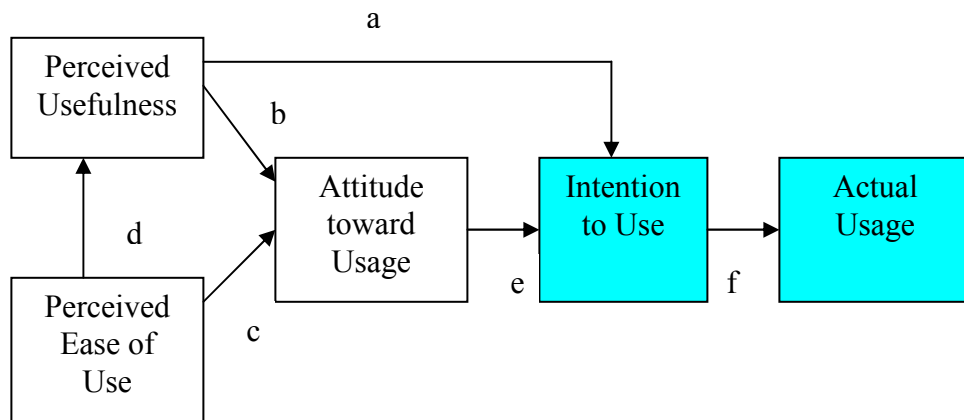 a
Perceived
Usefulness
b
Attitude
toward
Usage
Intention
to Use
Actual
Usage
d
e
f
Perceived
Ease of
Use
c